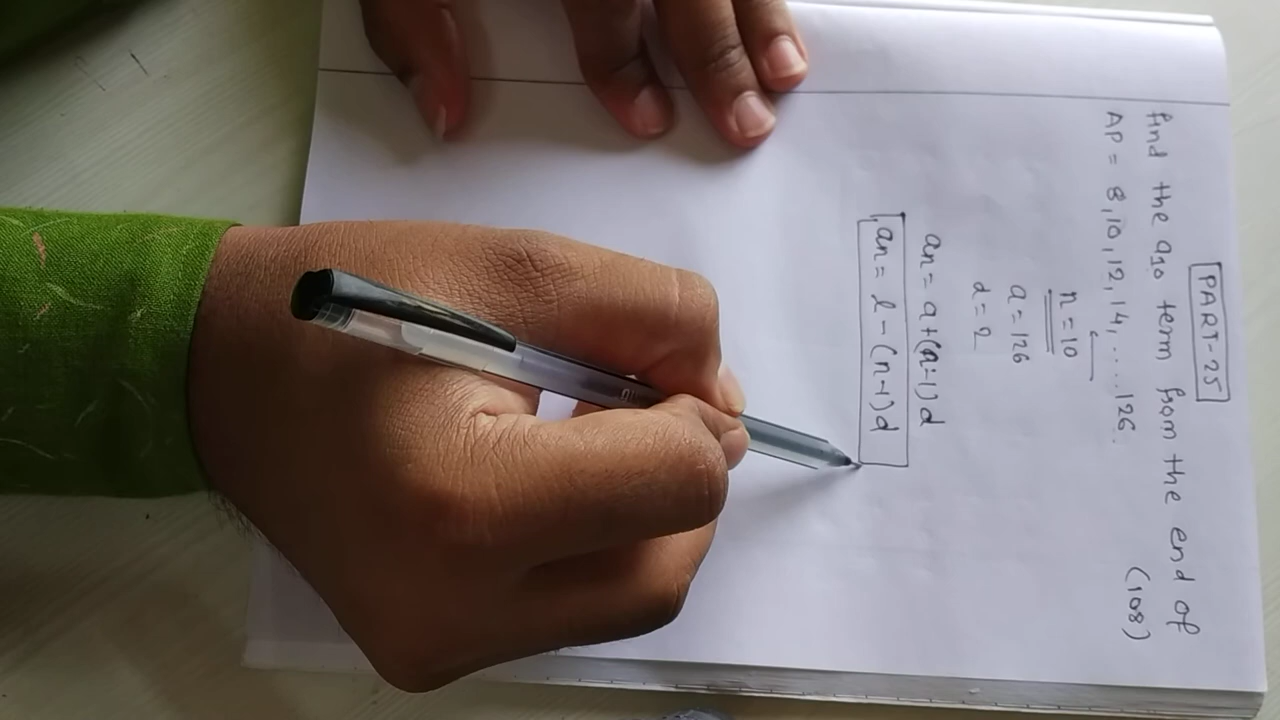 PART-25
find the a10 term from the end of
AP = 8,10,12,14,....126.
(108)
n=10
a=126
d=2
an = a+(n-1)d
an = l-(n-1)d